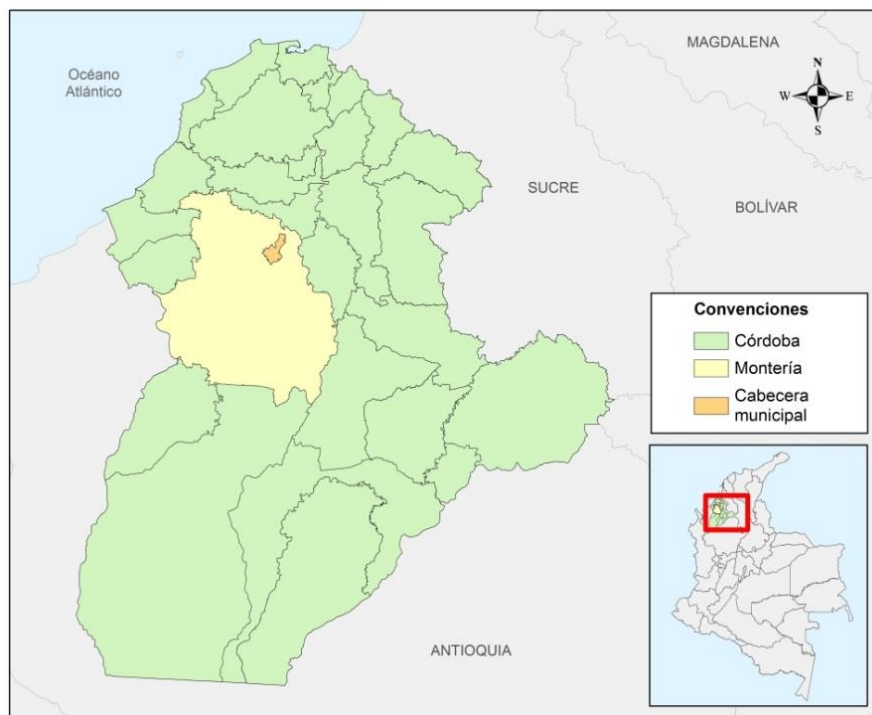 MAGDALENA
Océano
Atlántico
N
W E
S
SUCRE
BOLÍVAR
Convenciones
Córdoba
Montería
Cabecera
municipal
ANTIOQUIA